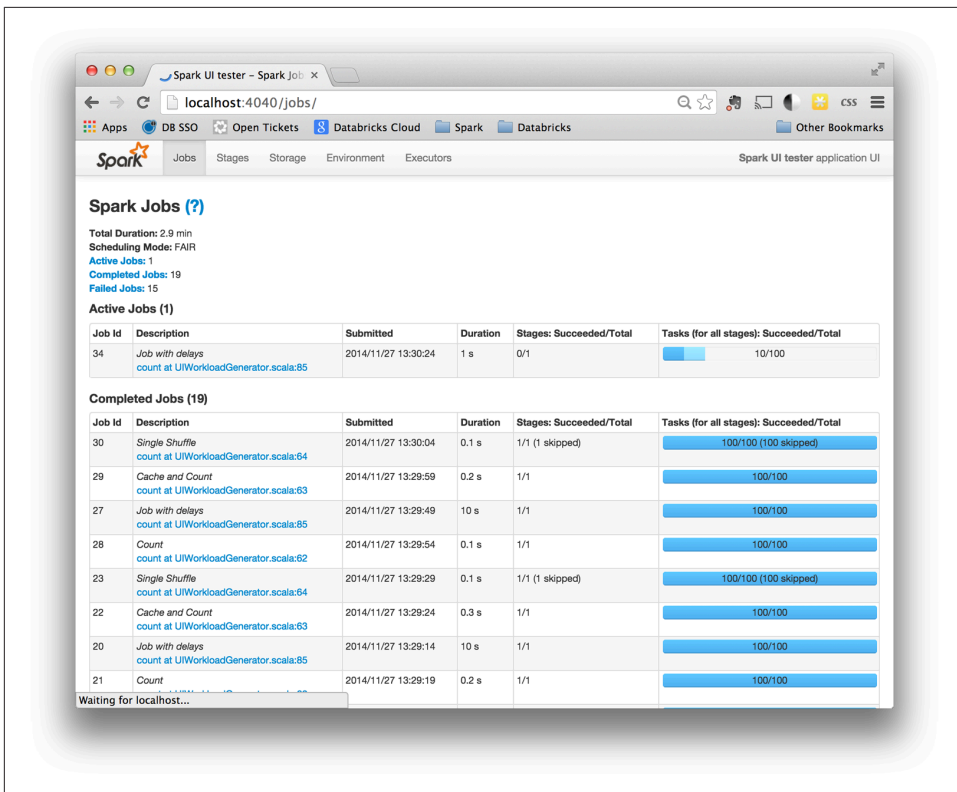 Spark UI tester – Spark Job ×
localhost:4040/jobs/
css
Apps DB SSO Open Tickets 8 Databricks Cloud Spark Databricks Other Bookmarks
Spark Jobs Stages Storage Environment Executors Spark UI tester application UI
Spark Jobs (?)
Total Duration: 2.9 min
Scheduling Mode: FAIR
Active Jobs: 1
Completed Jobs: 19
Failed Jobs: 15
Active Jobs (1)
Job Id Description Submitted Duration Stages: Succeeded/Total Tasks (for all stages): Succeeded/Total
34 Job with delays 2014/11/27 13:30:24 1 s 0/1 10/100
count at UIWorkloadGenerator.scala:85
Completed Jobs (19)
Job Id Description Submitted Duration Stages: Succeeded/Total Tasks (for all stages): Succeeded/Total
30 Single Shuffle 2014/11/27 13:30:04 0.1 s 1/1 (1 skipped) 100/100 (100 skipped)
count at UIWorkloadGenerator.scala:64
29 Cache and Count 2014/11/27 13:29:59 0.2 s 1/1 100/100
count at UIWorkloadGenerator.scala:63
27 Job with delays 2014/11/27 13:29:49 10 s 1/1 100/100
count at UIWorkloadGenerator.scala:85
28 Count 2014/11/27 13:29:54 0.1 s 1/1 100/100
count at UIWorkloadGenerator.scala:62
23 Single Shuffle 2014/11/27 13:29:29 0.1 s 1/1 (1 skipped) 100/100 (100 skipped)
count at UIWorkloadGenerator.scala:64
22 Cache and Count 2014/11/27 13:29:24 0.3 s 1/1 100/100
count at UIWorkloadGenerator.scala:63
20 Job with delays 2014/11/27 13:29:14 10 s 1/1 100/100
count at UIWorkloadGenerator.scala:85
21 Count 2014/11/27 13:29:19 0.2 s 1/1 100/100
Waiting for localhost...